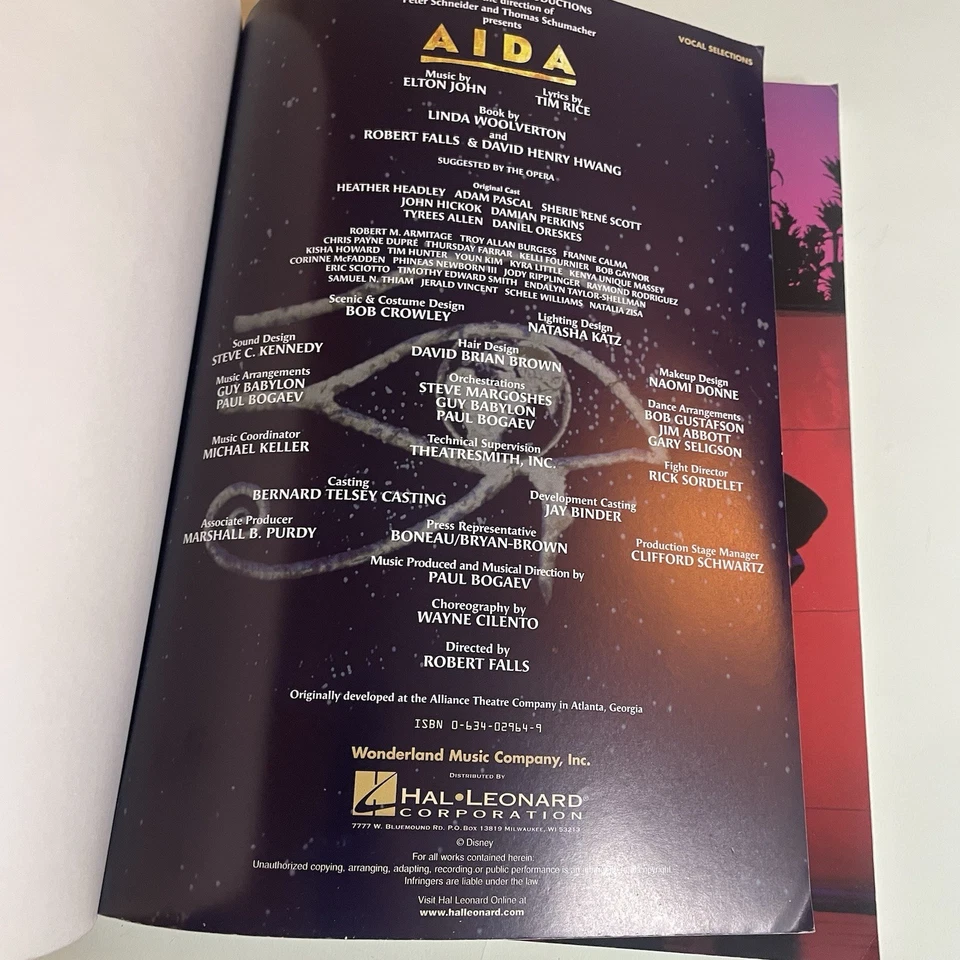 DUCTIONS
the direction of
Peter Schneider and Thomas Schumacher
presents
VOCAL SELECTIONS
AIDA
Music by
ELTON JOHN
Lyrics by
TIM RICE
Book by
LINDA WOOLVERTON
and
ROBERT FALLS & DAVID HENRY HWANG
SUGGESTED BY THE OPERA
Original Cast
HEATHER HEADLEY ADAM PASCAL SHERIE RENÉ SCOTT
JOHN HICKOK DAMIAN PERKINS
TYREES ALLEN DANIEL ORESKES
ROBERT M. ARMITAGE TROY ALLAN BURGESS FRANNE CALMA
CHRIS PAYNE DUPRÉ THURSDAY FARRAR KELLI FOURNIER BOB GAYNOR
KISHA HOWARD TIM HUNTER YOUN KIM KYRA LITTLE KENYA UNIQUE MASSEY
CORINNE McFADDEN PHINEAS NEWBORN III JODY RIPPLINGER RAYMOND RODRIGUEZ
ERIC SCIOTTO TIMOTHY EDWARD SMITH ENDALYN TAYLOR-SHELLMAN
SAMUEL N. THIAM JERALD VINCENT SCHELE WILLIAMS NATALIA ZISA
Scenic & Costume Design
BOB CROWLEY
Lighting Design
NATASHA KATZ
Sound Design
STEVE C. KENNEDY
Hair Design
DAVID BRIAN BROWN
Makeup Design
NAOMI DONNE
Music Arrangements
GUY BABYLON
PAUL BOGAEV
Orchestrations
STEVE MARGOSHES
GUY BABYLON
PAUL BOGAEV
Dance Arrangements
BOB GUSTAFSON
JIM ABBOTT
GARY SELIGSON
Music Coordinator
MICHAEL KELLER
Technical Supervision
THEATRESMITH, INC.
Fight Director
RICK SORDELET
Casting
BERNARD TELSEY CASTING
Development Casting
JAY BINDER
Associate Producer
MARSHALL B. PURDY
Press Representative
BONEAU/BRYAN-BROWN
Production Stage Manager
CLIFFORD SCHWARTZ
Music Produced and Musical Direction by
PAUL BOGAEV
Choreography by
WAYNE CILENTO
Directed by
ROBERT FALLS
Originally developed at the Alliance Theatre Company in Atlanta, Georgia
ISBN 0-634-02964-9
Wonderland Music Company, Inc.
DISTRIBUTED BY
HAL•LEONARD
CORPORATION
7777 W. BLUEMOUND RD. P.O. BOX 13819 MILWAUKEE, WI 53213
© Disney
For all works contained herein:
Unauthorized copying, arranging, adapting, recording or public performance is an infringement of copyright.
Infringers are liable under the law
Visit Hal Leonard Online at
www.halleonard.com